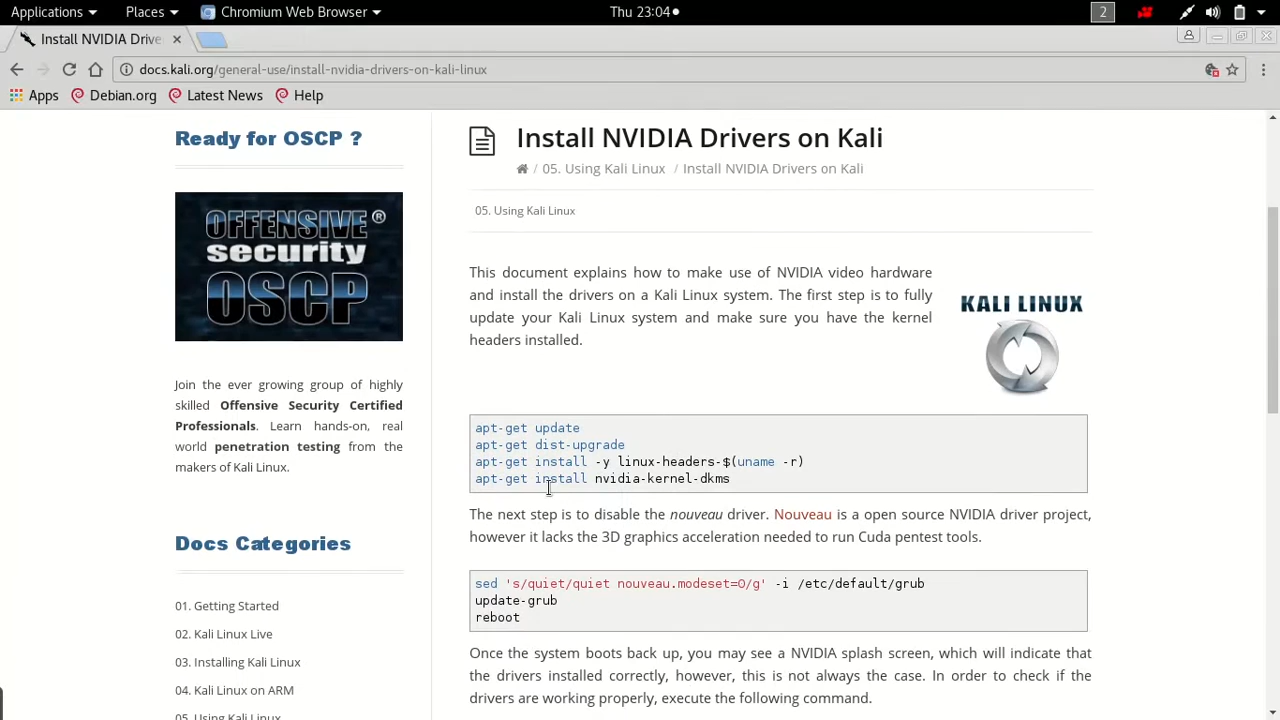 Applications Places Chromium Web Browser Thu 23:04 2
Install NVIDIA Drive
docs.kali.org/general-use/install-nvidia-drivers-on-kali-linux
Apps Debian.org Latest News Help
Ready for OSCP ?
OFFENSIVE®
security
OSCP
Join the ever growing group of highly
skilled Offensive Security Certified
Professionals. Learn hands-on, real
world penetration testing from the
makers of Kali Linux.
Docs Categories
01. Getting Started
02. Kali Linux Live
03. Installing Kali Linux
04. Kali Linux on ARM
05. Using Kali Linux
Install NVIDIA Drivers on Kali
/ 05. Using Kali Linux / Install NVIDIA Drivers on Kali
05. Using Kali Linux
This document explains how to make use of NVIDIA video hardware
and install the drivers on a Kali Linux system. The first step is to fully
update your Kali Linux system and make sure you have the kernel
headers installed.
KALI LINUX
apt-get update
apt-get dist-upgrade
apt-get install -y linux-headers-$(uname -r)
apt-get install nvidia-kernel-dkms
The next step is to disable the nouveau driver. Nouveau is a open source NVIDIA driver project,
however it lacks the 3D graphics acceleration needed to run Cuda pentest tools.
sed 's/quiet/quiet nouveau.modeset=0/g' -i /etc/default/grub
update-grub
reboot
Once the system boots back up, you may see a NVIDIA splash screen, which will indicate that
the drivers installed correctly, however, this is not always the case. In order to check if the
drivers are working properly, execute the following command.